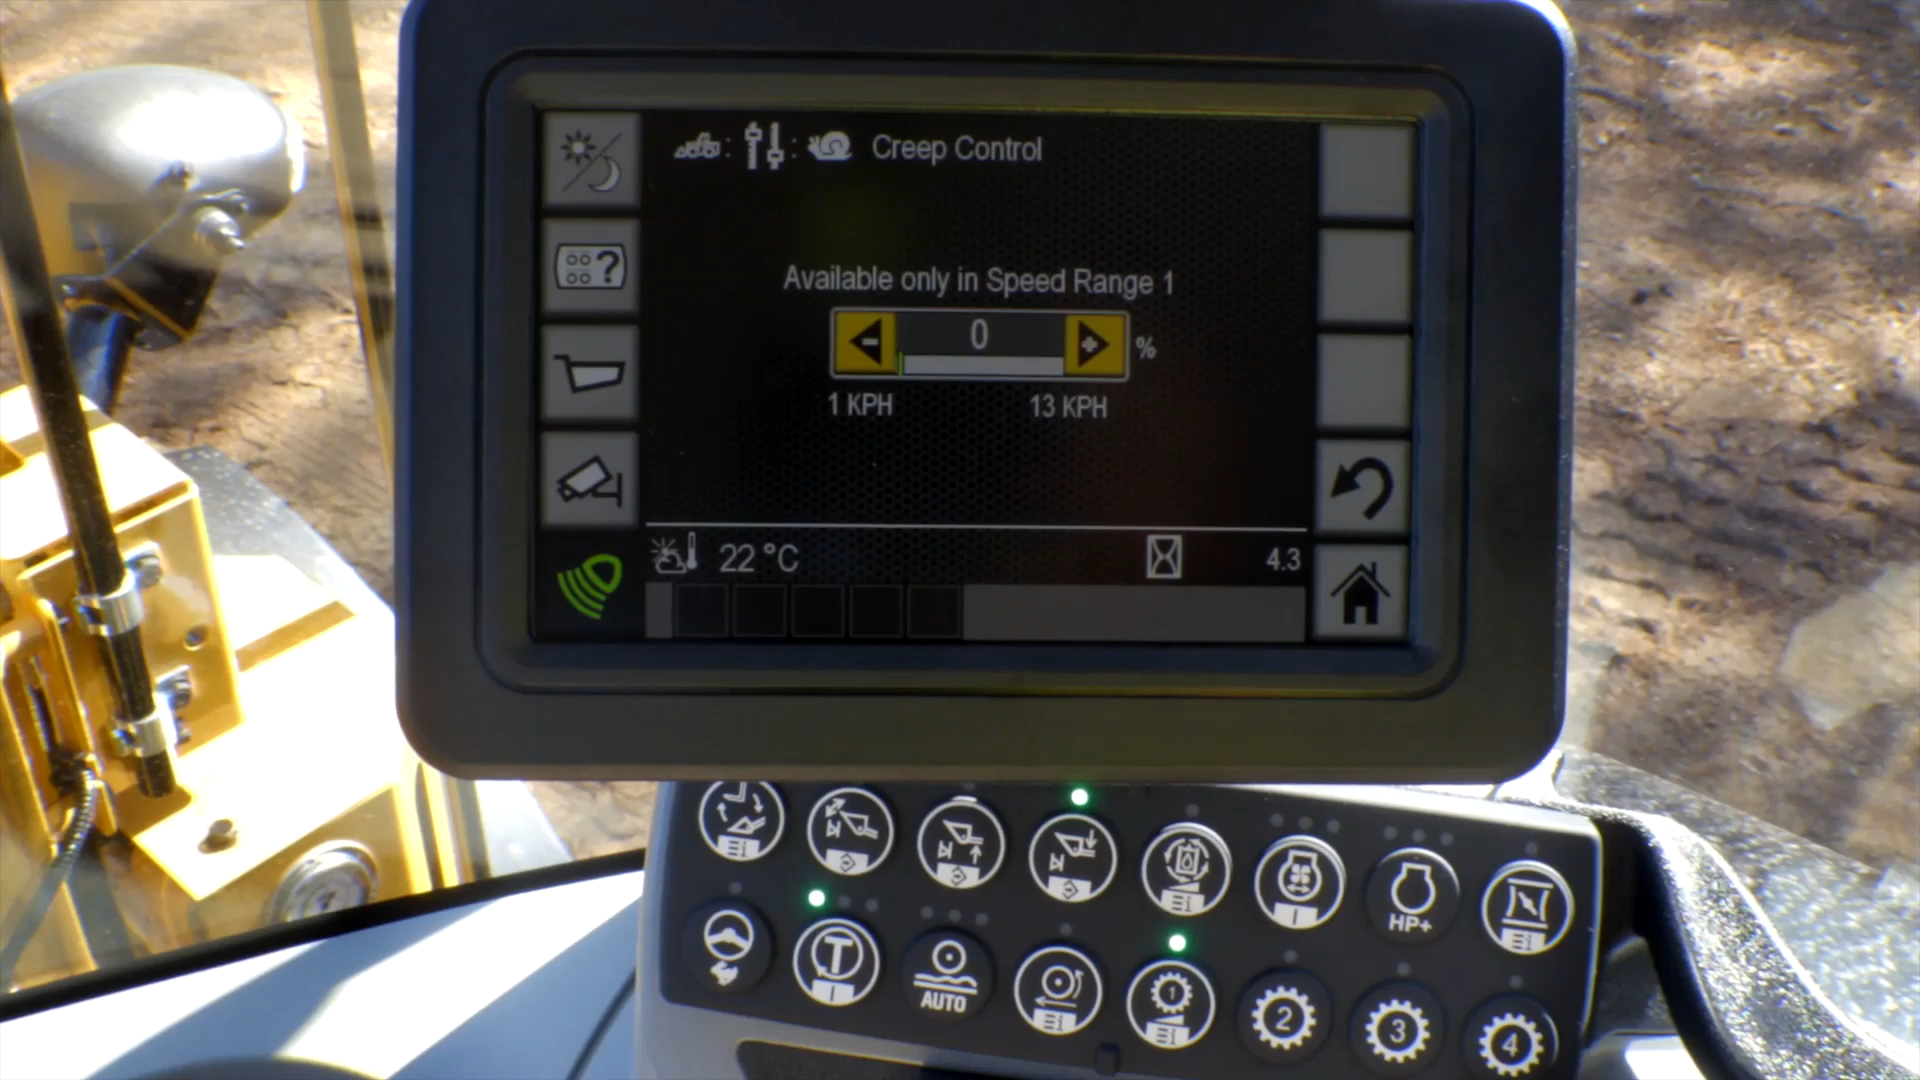 Creep Control
Available only in Speed Range 1
0
%
1 KPH
13 KPH
22 °C
4.3
HP+
AUTO
1
2
3
4